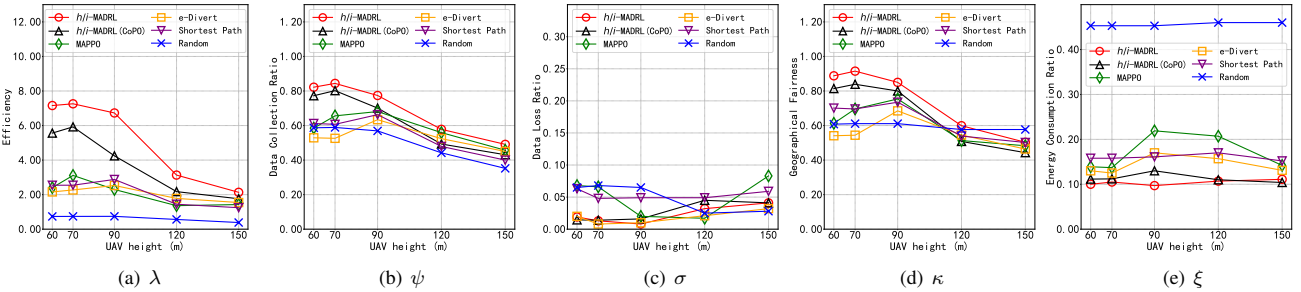 Efficiency
12.00
10.00
8.00
6.00
4.00
2.00
0.00
h/i-MADRL
h/i-MADRL(CoPO)
MAPPO
e-Divert
Shortest Path
Random
60 70 90 120 150
UAV height (m)
(a) λ
Data Collection Ratio
1.20
1.00
0.80
0.60
0.40
0.20
0.00
h/i-MADRL
h/i-MADRL(CoPO)
MAPPO
e-Divert
Shortest Path
Random
60 70 90 120 150
UAV height (m)
(b) ψ
Data Loss Ratio
0.35
0.30
0.25
0.20
0.15
0.10
0.05
0.00
h/i-MADRL
h/i-MADRL(CoPO)
MAPPO
e-Divert
Shortest Path
Random
60 70 90 120 150
UAV height (m)
(c) σ
Geographical Fairness
1.20
1.00
0.80
0.60
0.40
0.20
0.00
h/i-MADRL
h/i-MADRL(CoPO)
MAPPO
e-Divert
Shortest Path
Random
60 70 90 120 150
UAV height (m)
(d) κ
Energy Consumption Ratio
0.40
0.30
0.20
0.10
0.00
h/i-MADRL
h/i-MADRL(CoPO)
MAPPO
e-Divert
Shortest Path
Random
60 70 90 120 150
UAV height (m)
(e) ξ